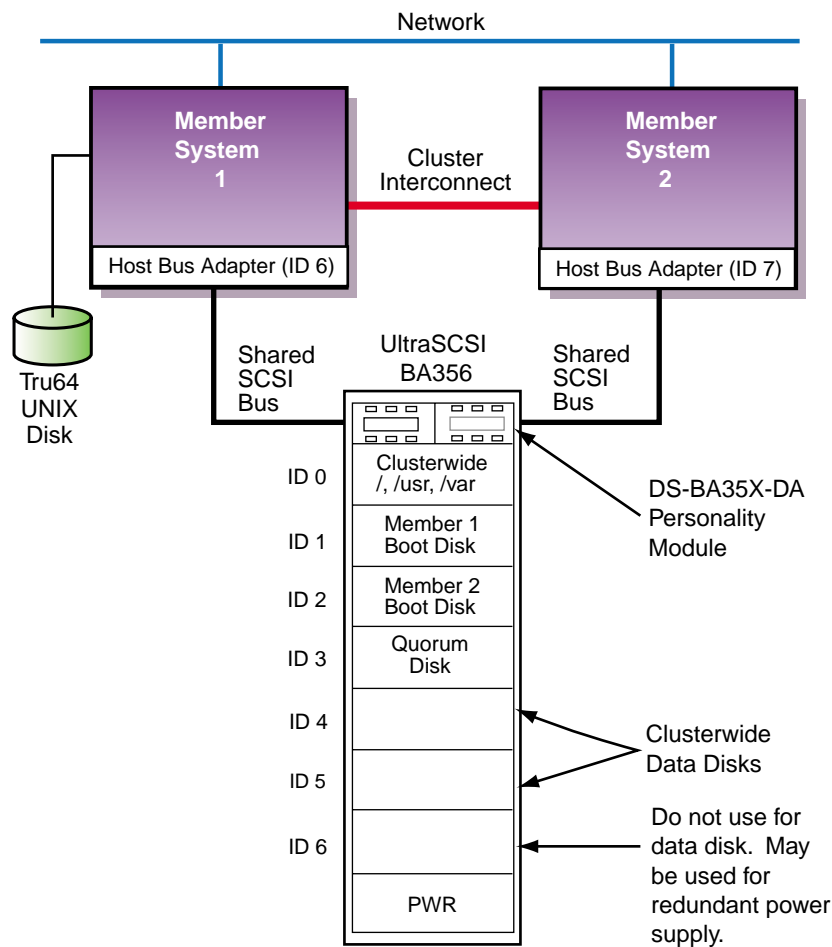 Network
Member
System
1
Member
System
2
Cluster
Interconnect
Host Bus Adapter (ID 6)
Host Bus Adapter (ID 7)
Tru64
UNIX
Disk
Shared
SCSI
Bus
UltraSCSI
BA356
Shared
SCSI
Bus
ID 0
Clusterwide
/, /usr, /var
DS-BA35X-DA
Personality
Module
ID 1
Member 1
Boot Disk
ID 2
Member 2
Boot Disk
ID 3
Quorum
Disk
ID 4
Clusterwide
Data Disks
ID 5
ID 6
Do not use for
data disk. May
be used for
redundant power
supply.
PWR